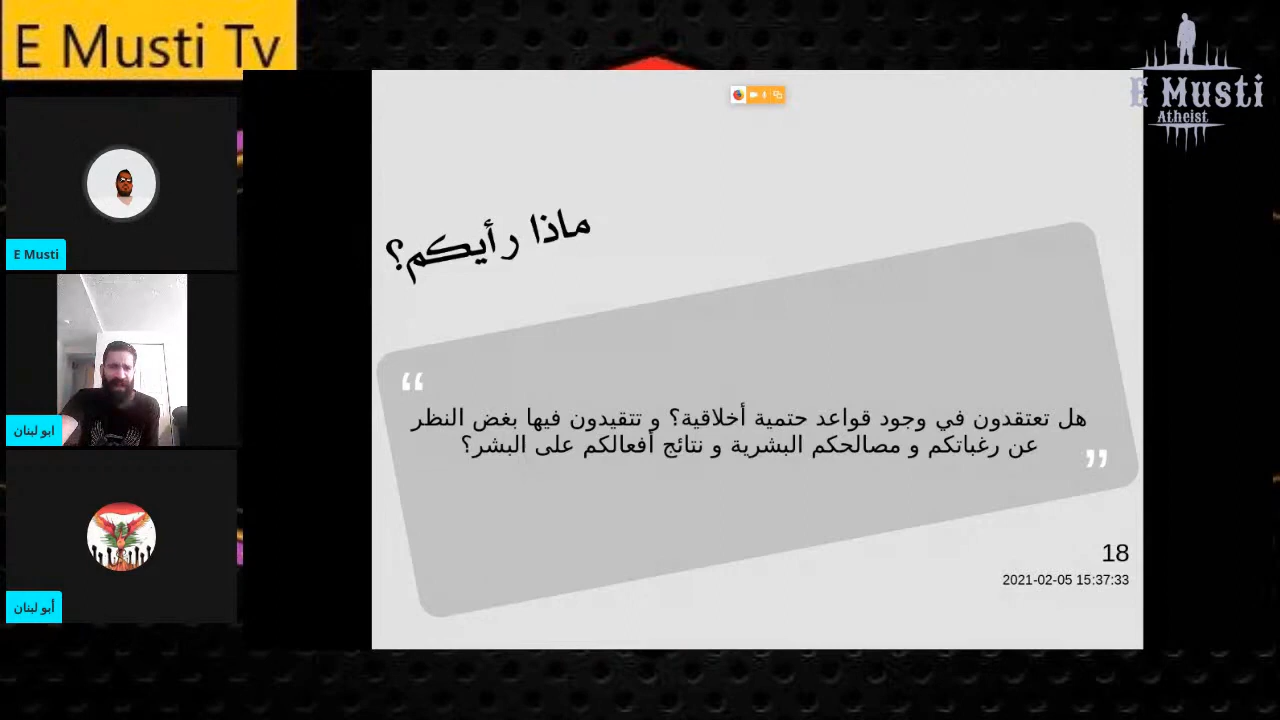 E Musti Tv
E Musti
Atheist
E Musti
ابو لبنان
أبو لبنان
ماذا رأيكم؟
“
هل تعتقدون في وجود قواعد حتمية أخلاقية؟ و تتقيدون فيها بغض النظر
عن رغباتكم و مصالحكم البشرية و نتائج أفعالكم على البشر؟
”
18
2021-02-05 15:37:33